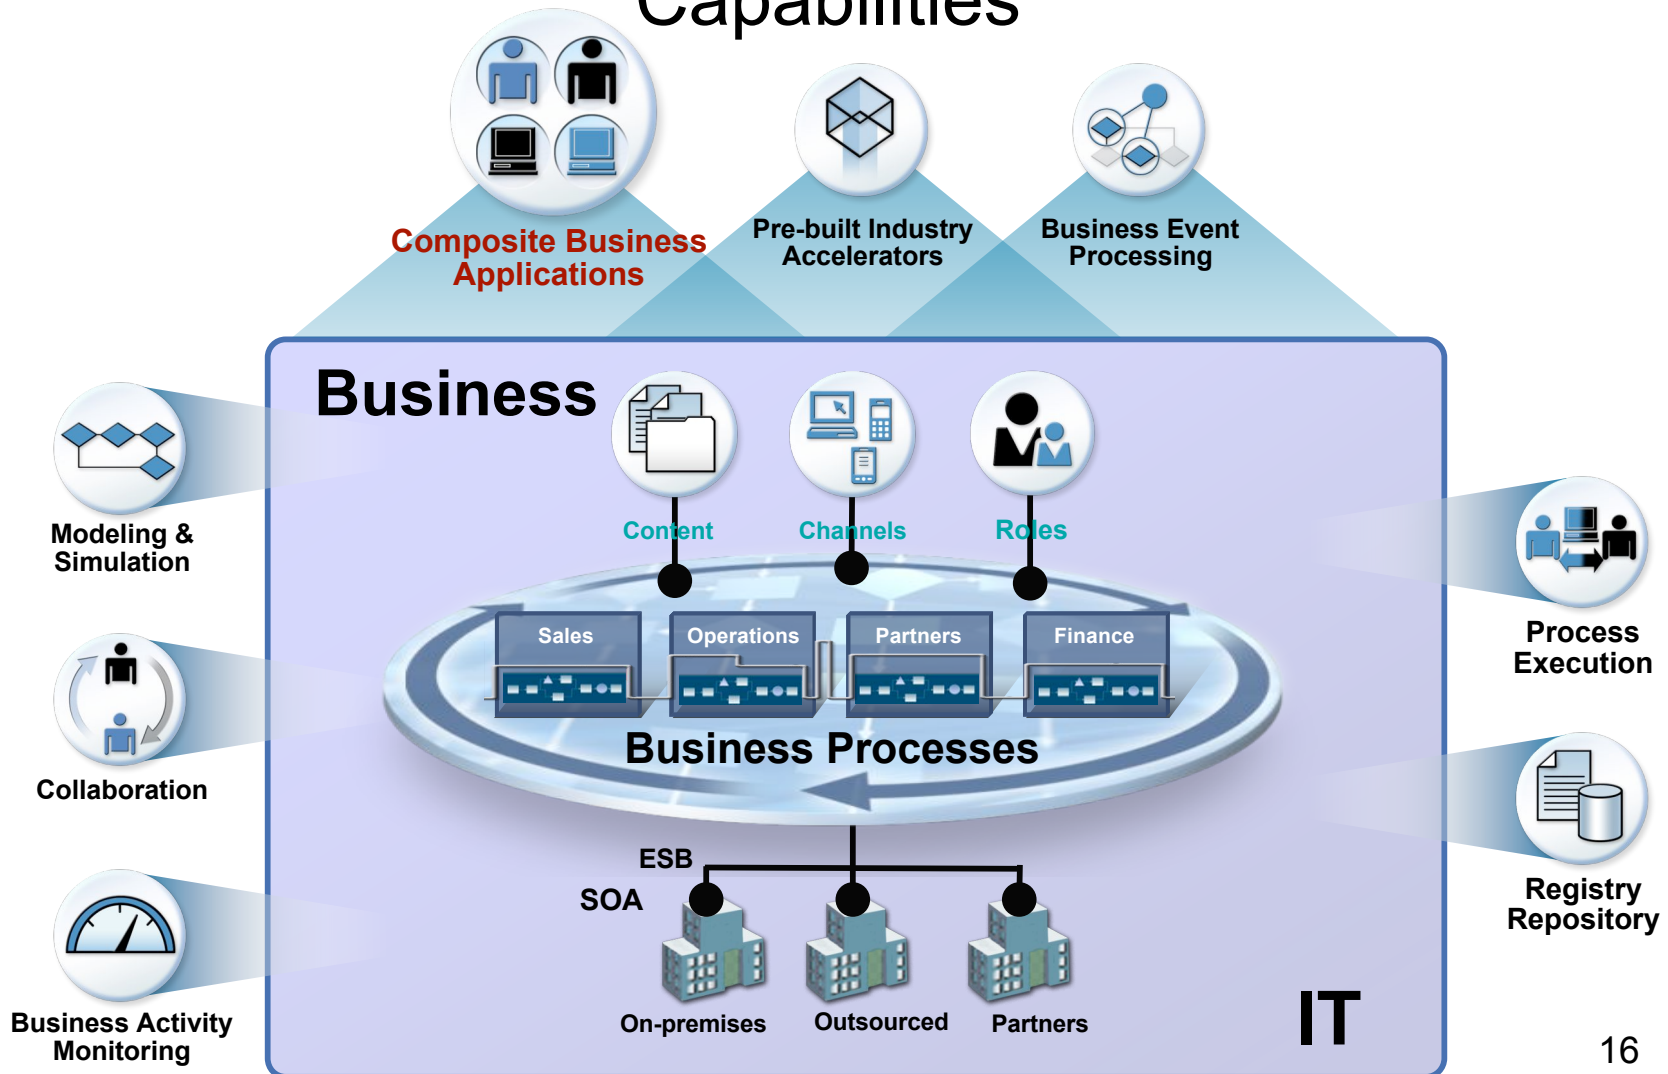 Capabilities
Composite Business
Applications
Pre-built Industry
Accelerators
Business Event
Processing
Business
Modeling &
Simulation
Content
Channels
Roles
Process
Execution
Sales
Operations
Partners
Finance
Business Processes
Collaboration
Registry
Repository
ESB
SOA
Business Activity
Monitoring
On-premises
Outsourced
Partners
IT
16